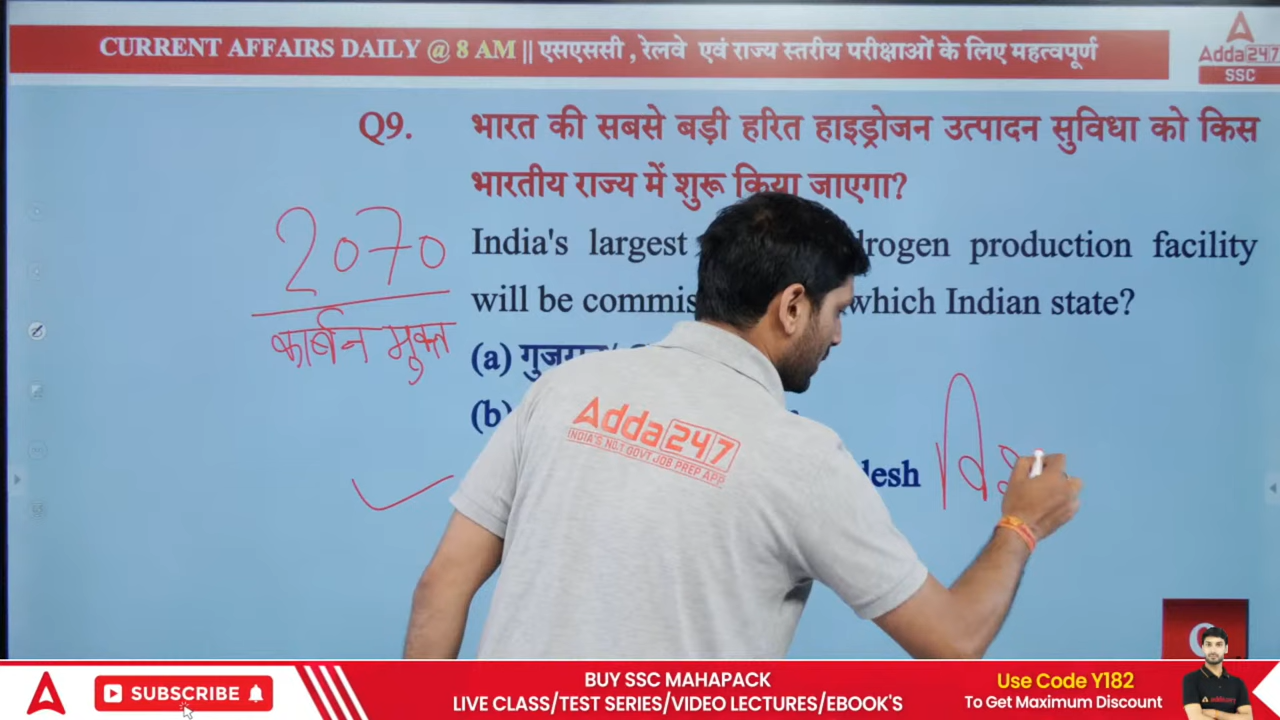 CURRENT AFFAIRS DAILY @ 8 AM || एसएससी , रेलवे एवं राज्य स्तरीय परीक्षाओं के लिए महत्वपूर्ण
Adda247
SSC
Q9. भारत की सबसे बड़ी हरित हाइड्रोजन उत्पादन सुविधा को किस
भारतीय राज्य में शुरू किया जाएगा?
2070
कार्बन मुक्त
India's largest production facility
will be which Indian state?
(a)
(b)
Adda247
INDIA'S NO.1 GOVT JOB PREP APP
SUBSCRIBE
BUY SSC MAHAPACK
LIVE CLASS/TEST SERIES/VIDEO LECTURES/EBOOK'S
Use Code Y182
To Get Maximum Discount